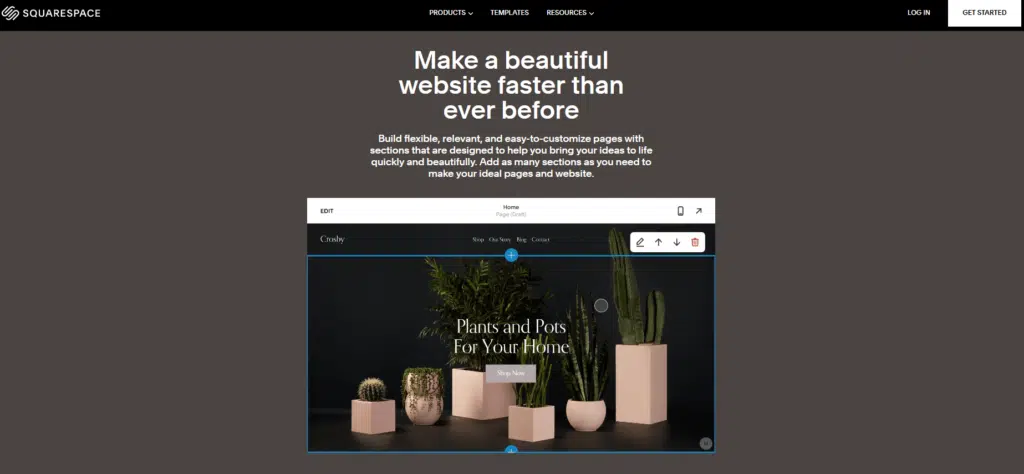 SQUARESPACE
PRODUCTS
TEMPLATES
RESOURCES
LOG IN
GET STARTED
Make a beautiful
website faster than
ever before
Build flexible, relevant, and easy-to-customize pages with
sections that are designed to help you bring your ideas to life
quickly and beautifully. Add as many sections as you need to
make your ideal pages and website.
EDIT
Home
Page (Draft)
Crosby
Shop Our Story Blog Contact
Plants and Pots
For Your Home
Shop Now